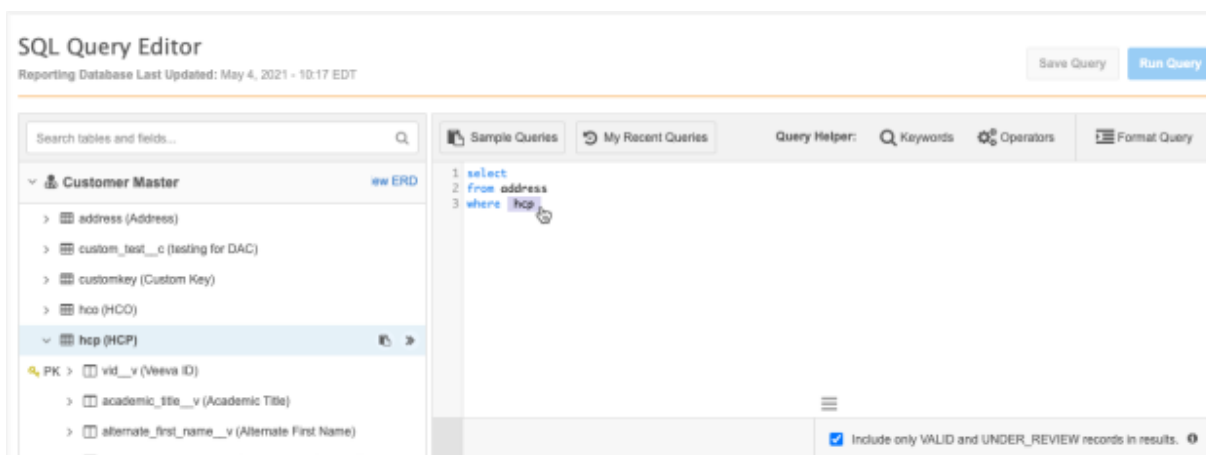 SQL Query Editor
Reporting Database Last Updated: May 4, 2021 - 10:17 EDT
Save Query
Run Query
Search tables and fields...
Sample Queries
My Recent Queries
Query Helper:
Keywords
Operators
Format Query
Customer Master
ew ERD
address (Address)
custom_test__c (testing for DAC)
customkey (Custom Key)
hco (HCO)
hcp (HCP)
PK
vid__v (Veeva ID)
academic_title__v (Academic Title)
alternate_first_name__v (Alternate First Name)
1 select
2 from address
3 where hcp
Include only VALID and UNDER_REVIEW records in results.